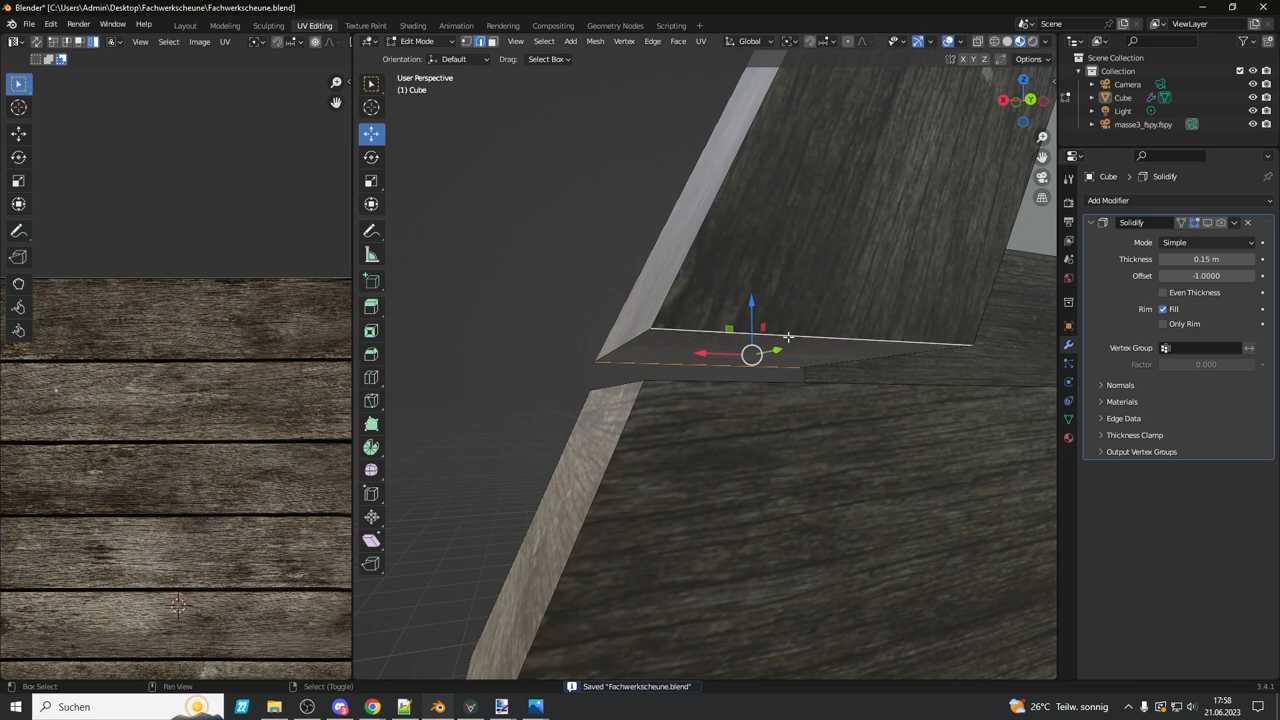 Blender* [C:\Users\Admin\Desktop\Fachwerkscheune\Fachwerkscheune.blend]
File Edit Render Window Help Layout Modeling Sculpting UV Editing Texture Paint Shading Animation Rendering Compositing Geometry Nodes Scripting Scene ViewLayer
View Select Image UV Edit Mode View Select Add Mesh Vertex Edge Face UV Global
Orientation: Default Drag: Select Box X Y Z Options
User Perspective
(1) Cube
Scene Collection
Collection
Camera
Cube
Light
masse3_fspy.fspy
Cube > Solidify
Add Modifier
Solidify
Mode Simple
Thickness 0.15 m
Offset -1.0000
Even Thickness
Rim Fill
Only Rim
Vertex Group
Factor 0.000
Normals
Materials
Edge Data
Thickness Clamp
Output Vertex Groups
Box Select Pan View Select (Toggle) Saved "Fachwerkscheune.blend" 3.4.1
Suchen 26°C Teilw. sonnig 17:58
21.06.2023